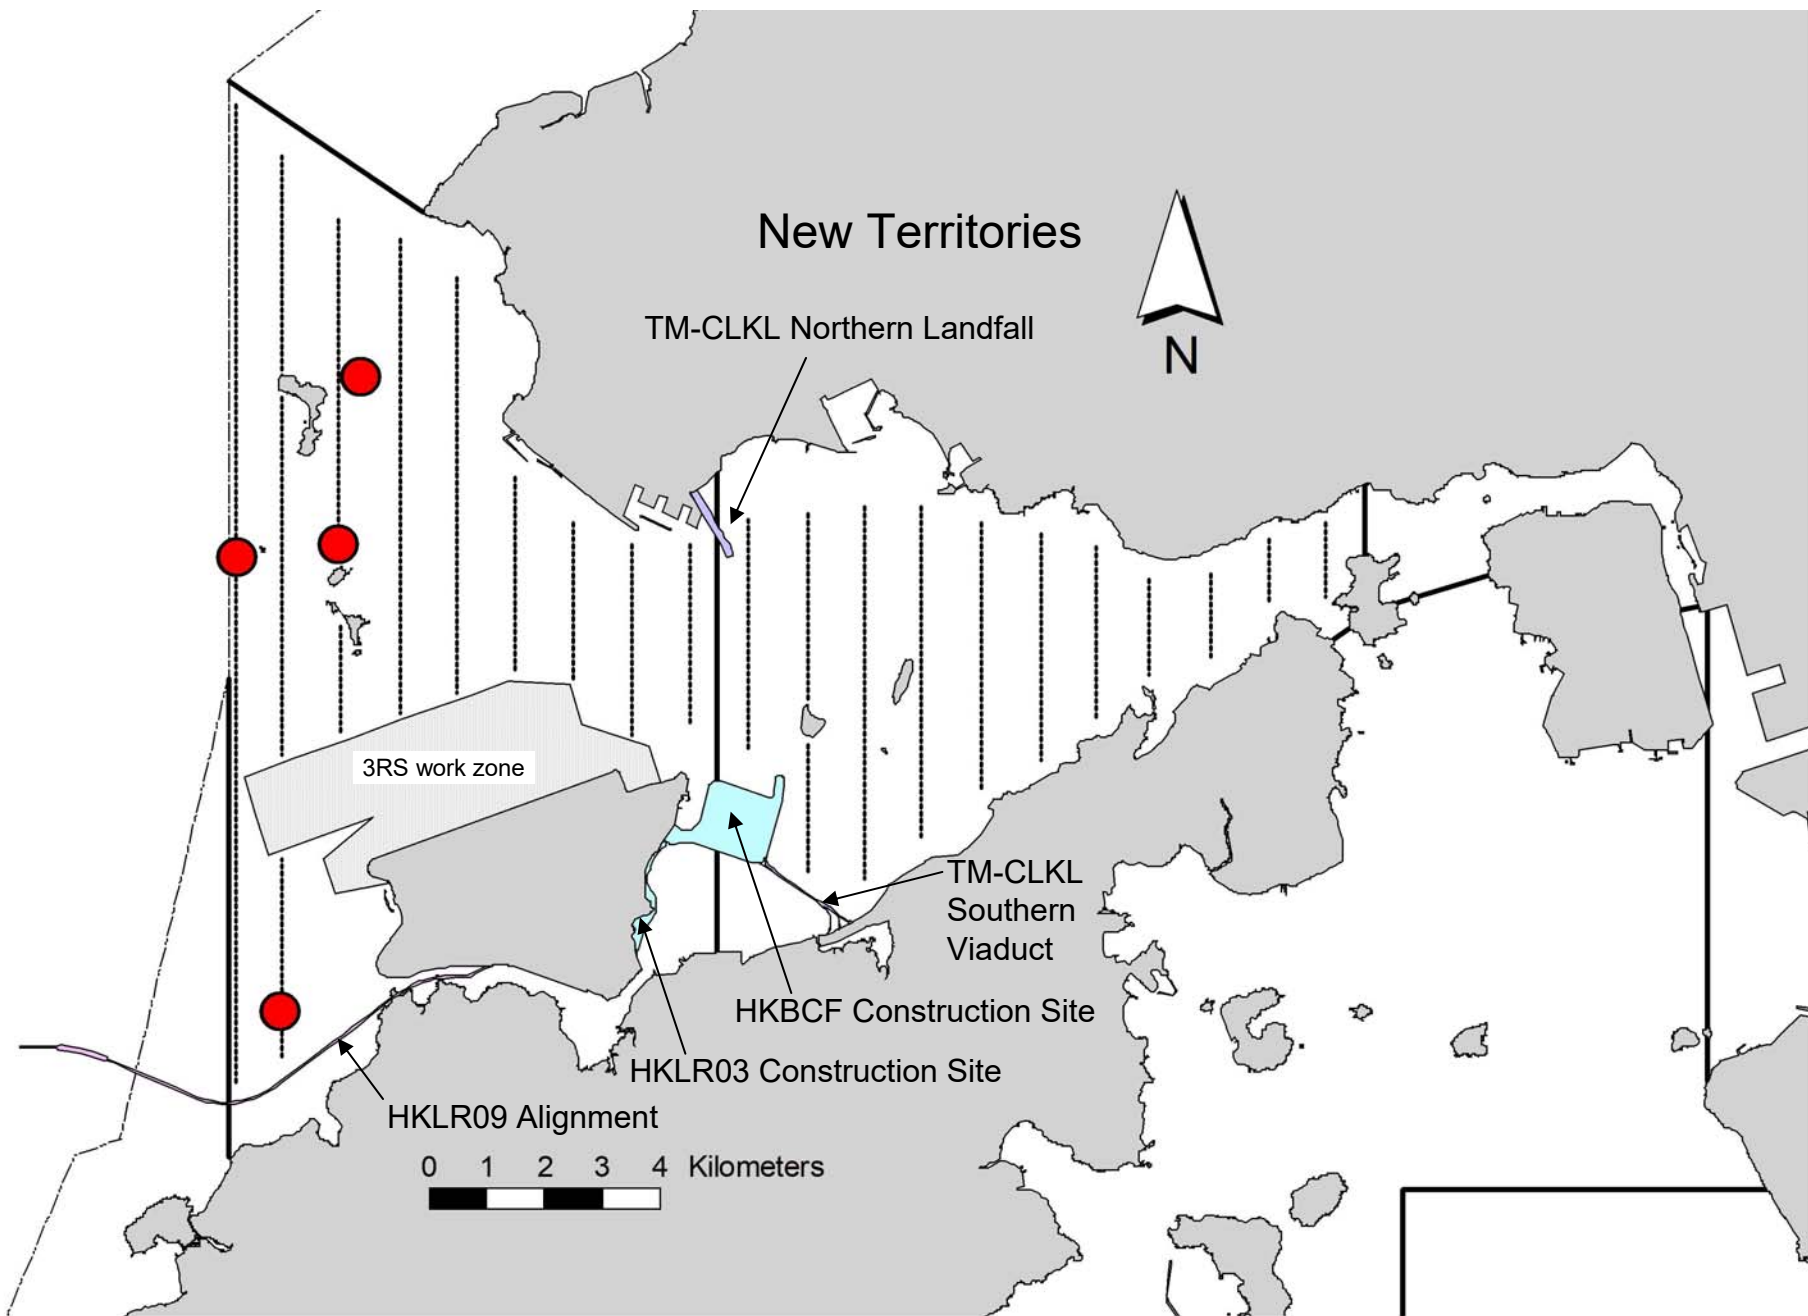 New Territories
TM-CLKL Northern Landfall
N
3RS work zone
TM-CLKL
Southern
Viaduct
HKBCF Construction Site
HKLR03 Construction Site
HKLR09 Alignment
0 1 2 3 4 Kilometers